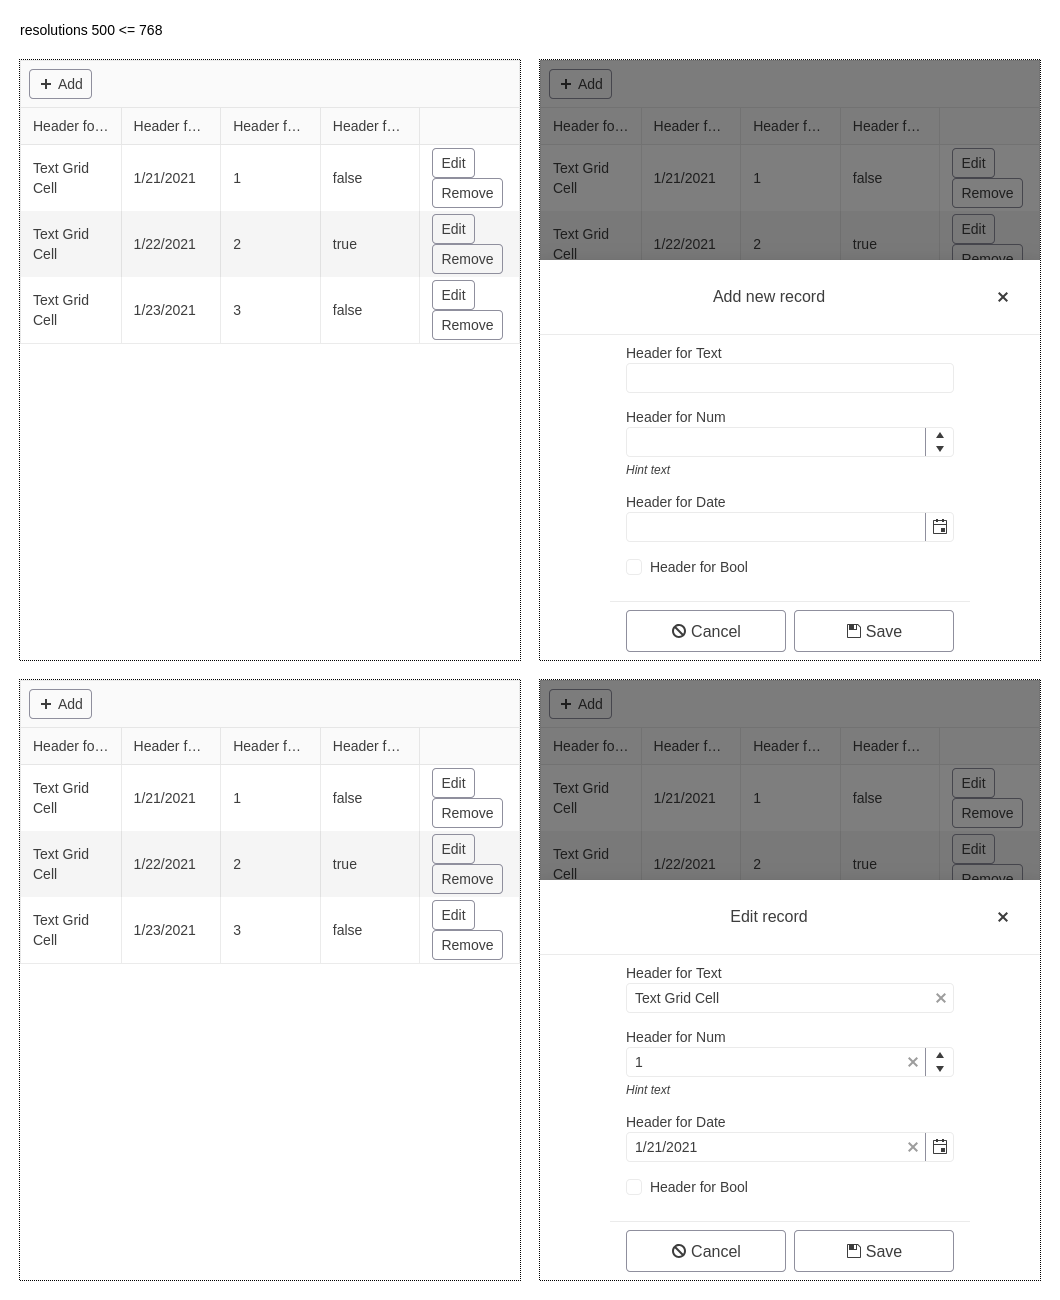 resolutions 500 <= 768
Add
Header fo… Header f… Header f… Header f…
Text Grid Cell 1/21/2021 1 false Edit Remove
Text Grid Cell 1/22/2021 2 true Edit Remove
Text Grid Cell 1/23/2021 3 false Edit Remove
Add
Header fo… Header f… Header f… Header f…
Text Grid Cell 1/21/2021 1 false Edit Remove
Text Grid Cell 1/22/2021 2 true Edit Remove
Add new record
Header for Text
Header for Num
Hint text
Header for Date
Header for Bool
Cancel Save
Add
Header fo… Header f… Header f… Header f…
Text Grid Cell 1/21/2021 1 false Edit Remove
Text Grid Cell 1/22/2021 2 true Edit Remove
Text Grid Cell 1/23/2021 3 false Edit Remove
Add
Header fo… Header f… Header f… Header f…
Text Grid Cell 1/21/2021 1 false Edit Remove
Text Grid Cell 1/22/2021 2 true Edit Remove
Edit record
Header for Text
Text Grid Cell
Header for Num
1
Hint text
Header for Date
1/21/2021
Header for Bool
Cancel Save